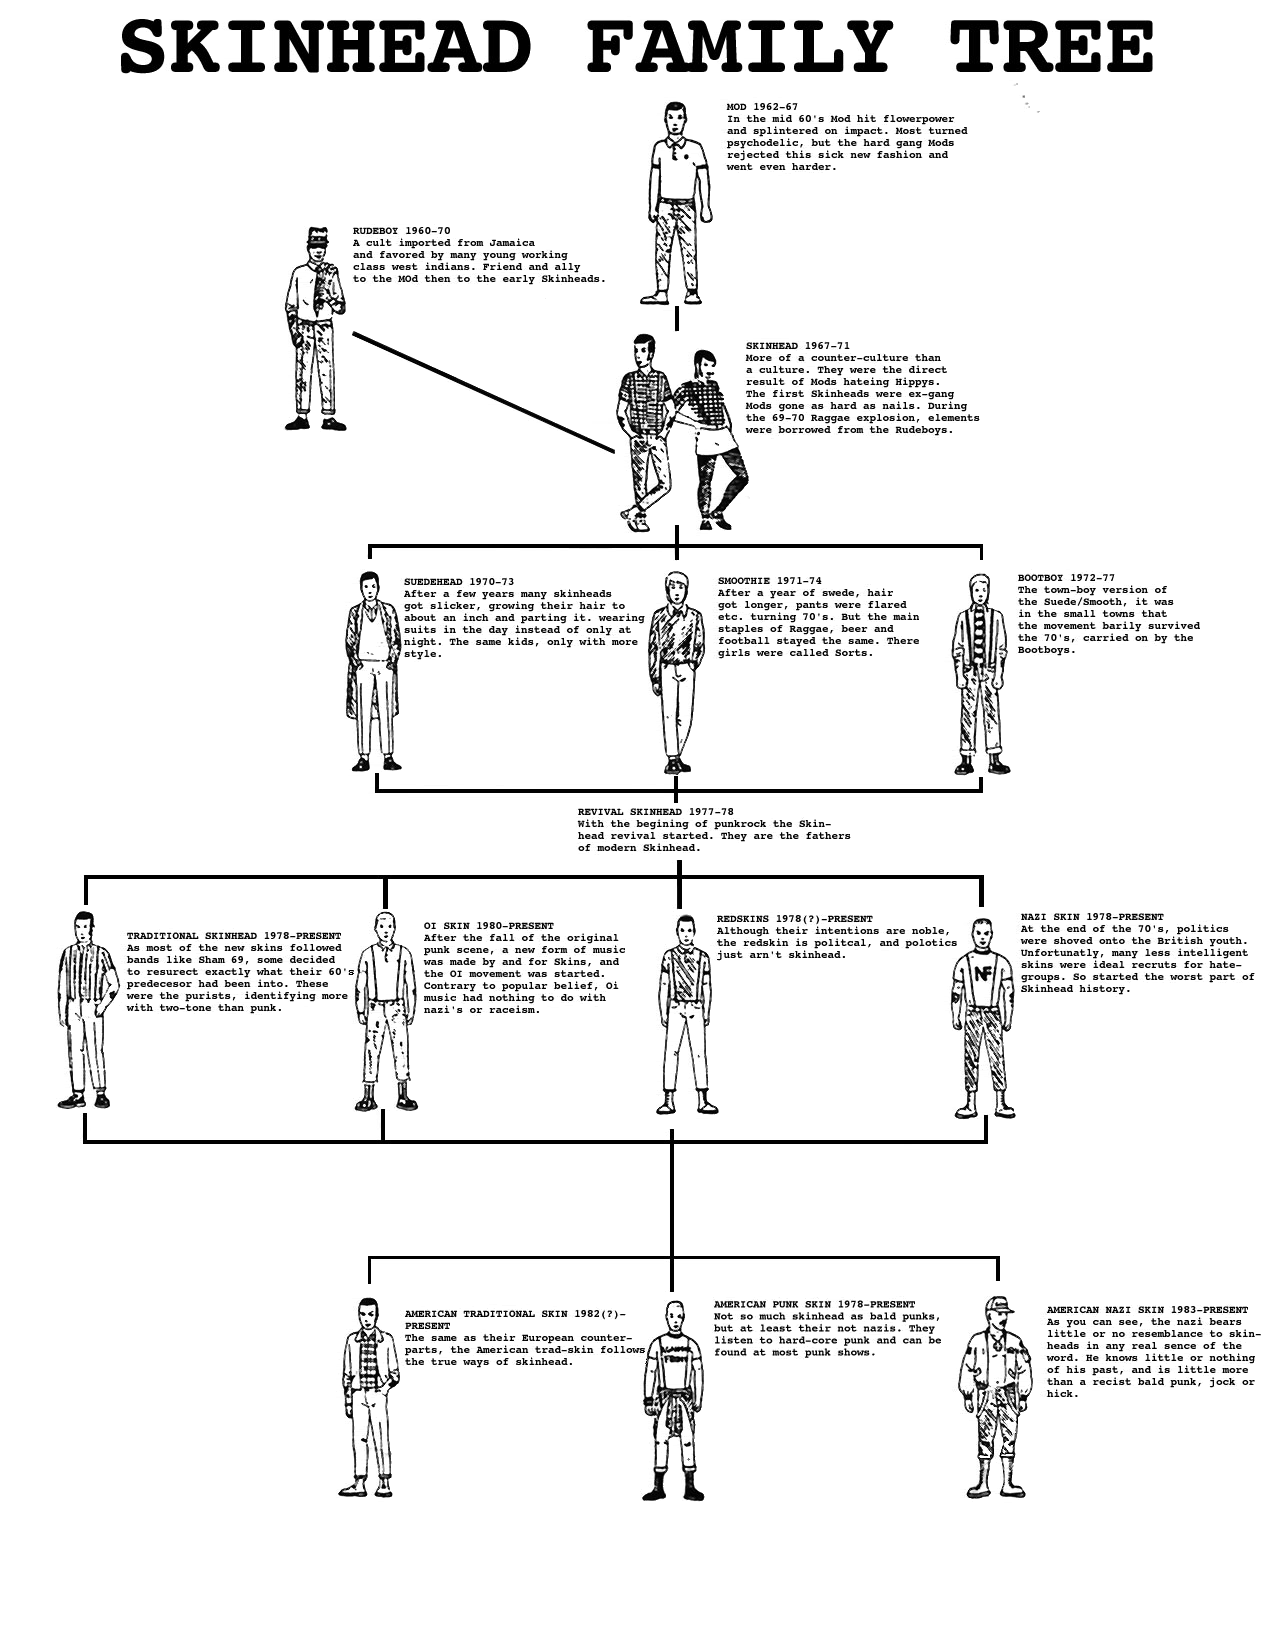 SKINHEAD FAMILY TREE
MOD 1962-67
In the mid 60's Mod hit flowerpower
and splintered on impact. Most turned
psychodelic, but the hard gang Mods
rejected this sick new fashion and
went even harder.
RUDEBOY 1960-70
A cult imported from Jamaica
and favored by many young working
class west indians. Friend and ally
to the MOd then to the early Skinheads.
SKINHEAD 1967-71
More of a counter-culture than
a culture. They were the direct
result of Mods hateing Hippys.
The first Skinheads were ex-gang
Mods gone as hard as nails. During
the 69-70 Raggae explosion, elements
were borrowed from the Rudeboys.
SUEDEHEAD 1970-73
After a few years many skinheads
got slicker, growing their hair to
about an inch and parting it. wearing
suits in the day instead of only at
night. The same kids, only with more
style.
SMOOTHIE 1971-74
After a year of swede, hair
got longer, pants were flared
etc. turning 70's. But the main
staples of Raggae, beer and
football stayed the same. There
girls were called Sorts.
BOOTBOY 1972-77
The town-boy version of
the Suede/Smooth, it was
in the small towns that
the movement barily survived
the 70's, carried on by the
Bootboys.
REVIVAL SKINHEAD 1977-78
With the begining of punkrock the Skin-
head revival started. They are the fathers
of modern Skinhead.
TRADITIONAL SKINHEAD 1978-PRESENT
As most of the new skins followed
bands like Sham 69, some decided
to resurect exactly what their 60's
predecesor had been into. These
were the purists, identifying more
with two-tone than punk.
OI SKIN 1980-PRESENT
After the fall of the original
punk scene, a new form of music
was made by and for Skins, and
the OI movement was started.
Contrary to popular belief, Oi
music had nothing to do with
nazi's or raceism.
REDSKINS 1978(?)-PRESENT
Although their intentions are noble,
the redskin is politcal, and polotics
just arn't skinhead.
NAZI SKIN 1978-PRESENT
At the end of the 70's, politics
were shoved onto the British youth.
Unfortunatly, many less intelligent
skins were ideal recruts for hate-
groups. So started the worst part of
Skinhead history.
NF
AMERICAN TRADITIONAL SKIN 1982(?)-
PRESENT
The same as their European counter-
parts, the American trad-skin follows
the true ways of skinhead.
AMERICAN PUNK SKIN 1978-PRESENT
Not so much skinhead as bald punks,
but at least their not nazis. They
listen to hard-core punk and can be
found at most punk shows.
AMERICAN NAZI SKIN 1983-PRESENT
As you can see, the nazi bears
little or no resemblance to skin-
heads in any real sence of the
word. He knows little or nothing
of his past, and is little more
than a recist bald punk, jock or
hick.